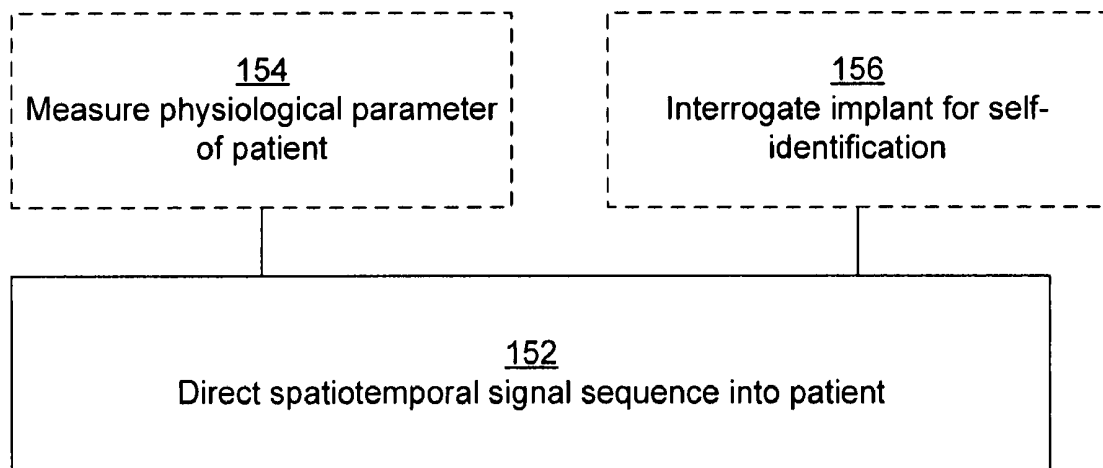 154
Measure physiological parameter
of patient
156
Interrogate implant for self-
identification
152
Direct spatiotemporal signal sequence into patient